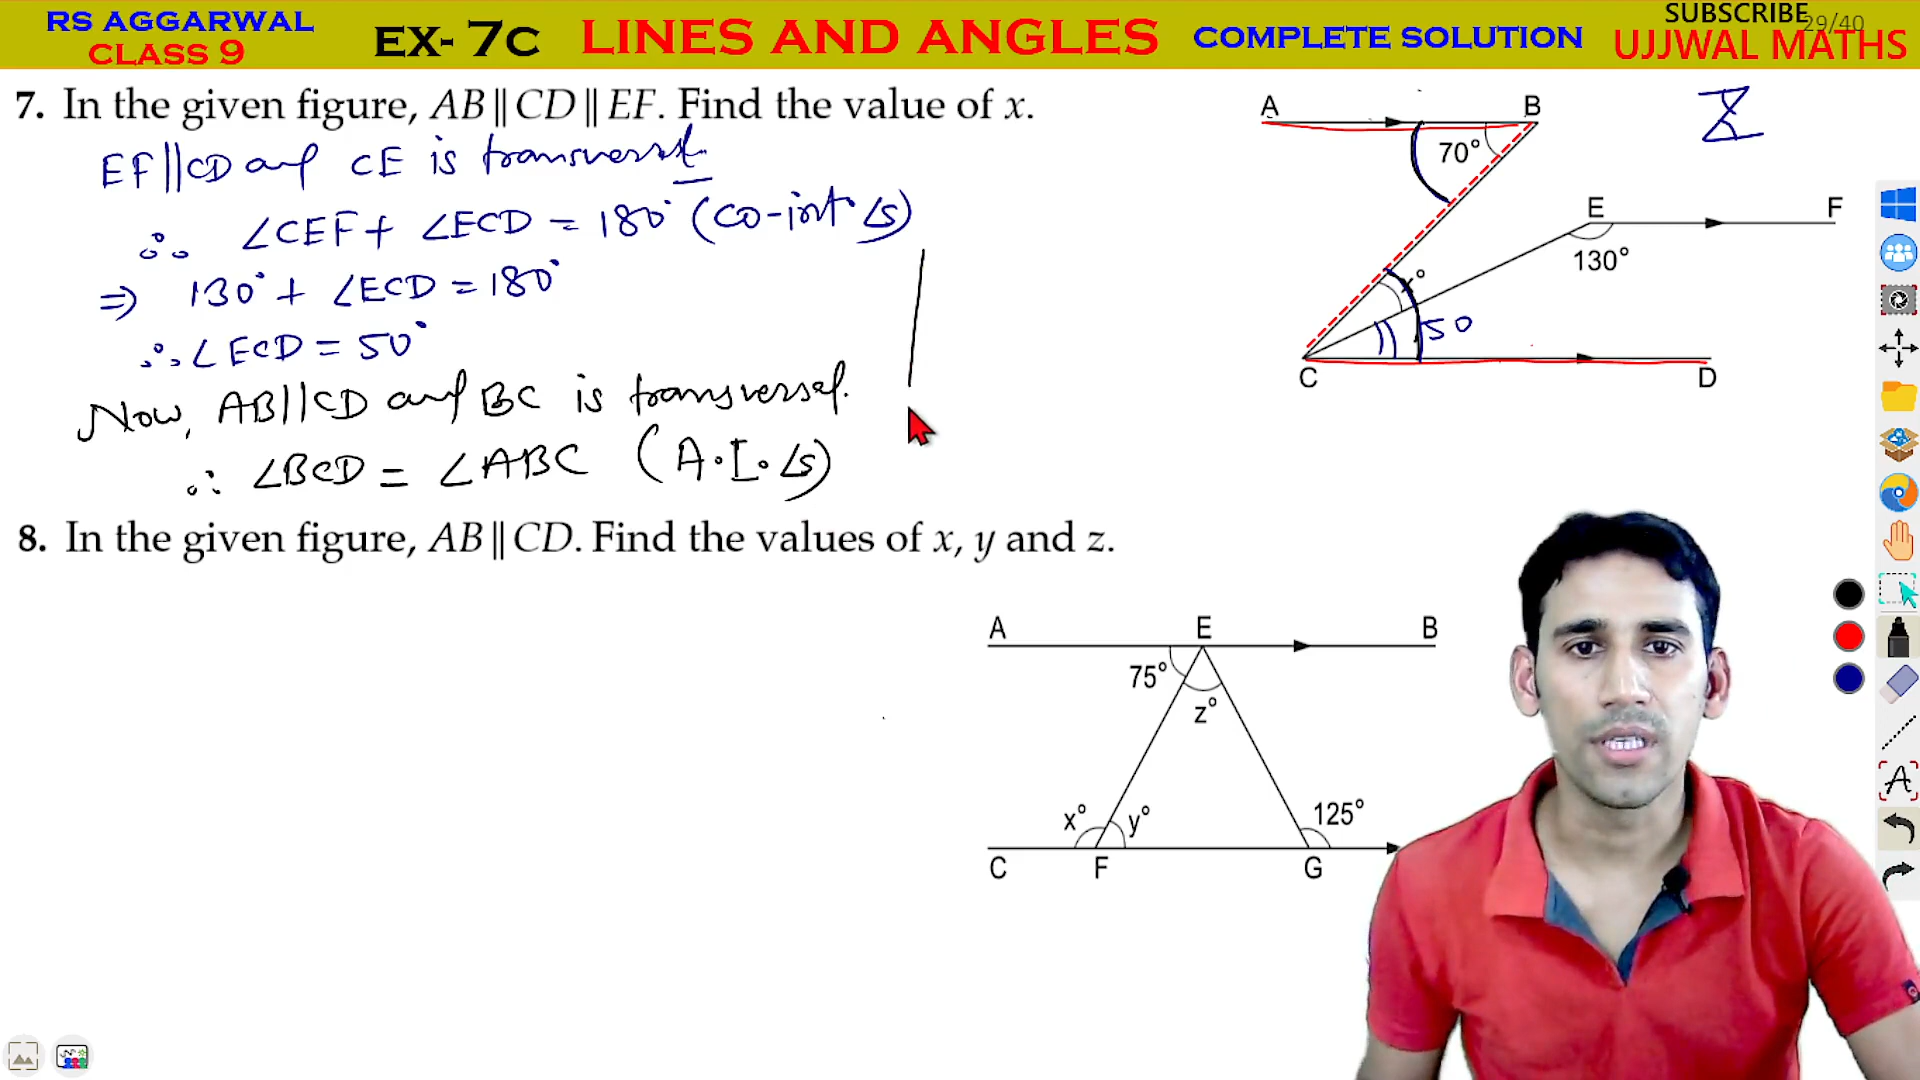 RS AGGARWAL
CLASS 9
EX- 7C
LINES AND ANGLES
COMPLETE SOLUTION
SUBSCRIBE
29/40
UJJWAL MATHS
7. In the given figure, AB || CD || EF. Find the value of x.
EF||CD and CE is transversal
∴ ∠CEF + ∠ECD = 180° (co-int. ∠s)
⇒ 130° + ∠ECD = 180°
∴ ∠ECD = 50°
Now, AB||CD and BC is transversal.
∴ ∠BCD = ∠ABC (A.I. ∠s)
A B
70°
Z
E F
130°
x°
50
C D
8. In the given figure, AB || CD. Find the values of x, y and z.
A E B
75°
z°
x° y° 125°
C F G